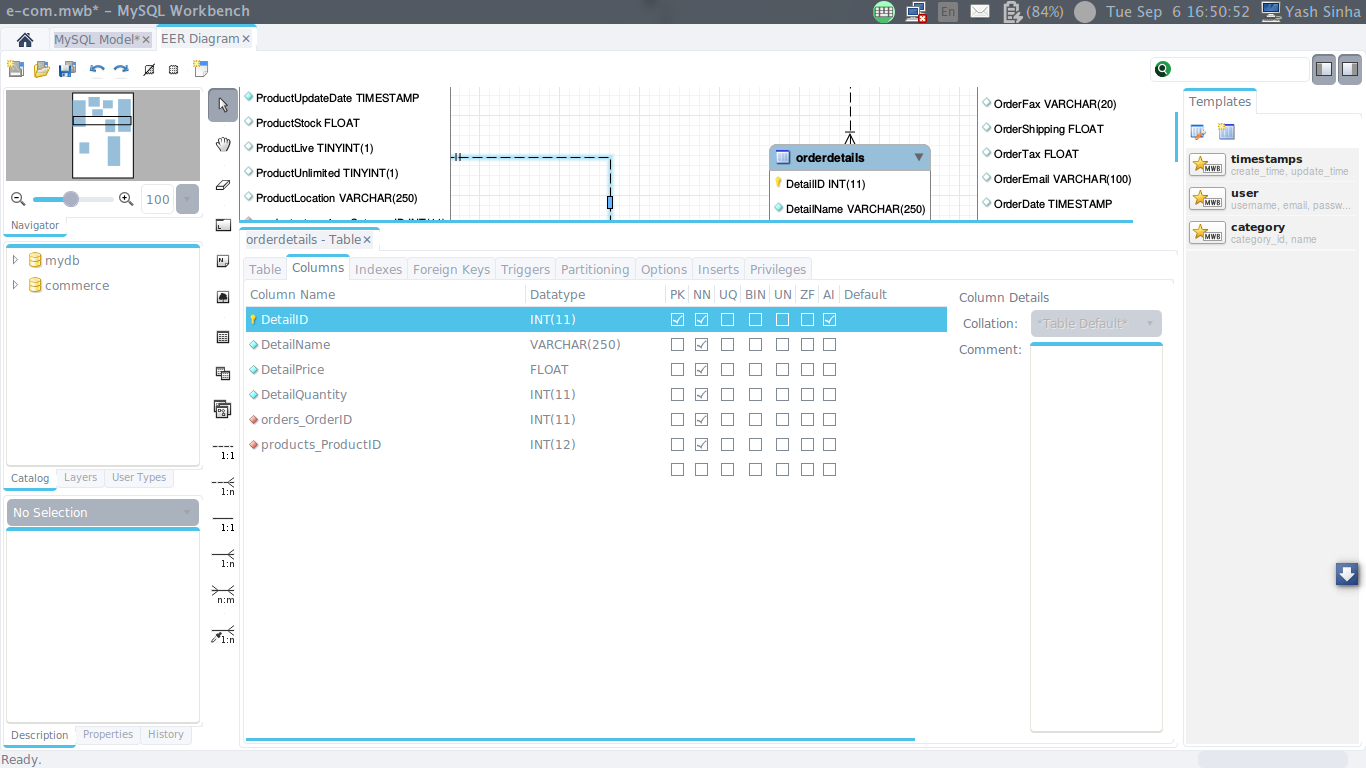 e-com.mwb* – MySQL Workbench
En
(84%)
Tue Sep 6 16:50:52
Yash Sinha
MySQL Model*×
EER Diagram×
ProductUpdateDate TIMESTAMP
ProductStock FLOAT
ProductLive TINYINT(1)
ProductUnlimited TINYINT(1)
ProductLocation VARCHAR(250)
orderdetails
DetailID INT(11)
DetailName VARCHAR(250)
OrderFax VARCHAR(20)
OrderShipping FLOAT
OrderTax FLOAT
OrderEmail VARCHAR(100)
OrderDate TIMESTAMP
100
Navigator
mydb
commerce
Catalog
Layers
User Types
No Selection
Description
Properties
History
N.
1:1
1:n
1:1
1:n
n:m
1:n
orderdetails - Table×
Table
Columns
Indexes
Foreign Keys
Triggers
Partitioning
Options
Inserts
Privileges
Column Name Datatype PK NN UQ BIN UN ZF AI Default
DetailID INT(11)
DetailName VARCHAR(250)
DetailPrice FLOAT
DetailQuantity INT(11)
orders_OrderID INT(11)
products_ProductID INT(12)
Column Details
Collation: *Table Default*
Comment:
Templates
MWB
timestamps
create_time, update_time
MWB
user
username, email, passw...
MWB
category
category_id, name
Ready.